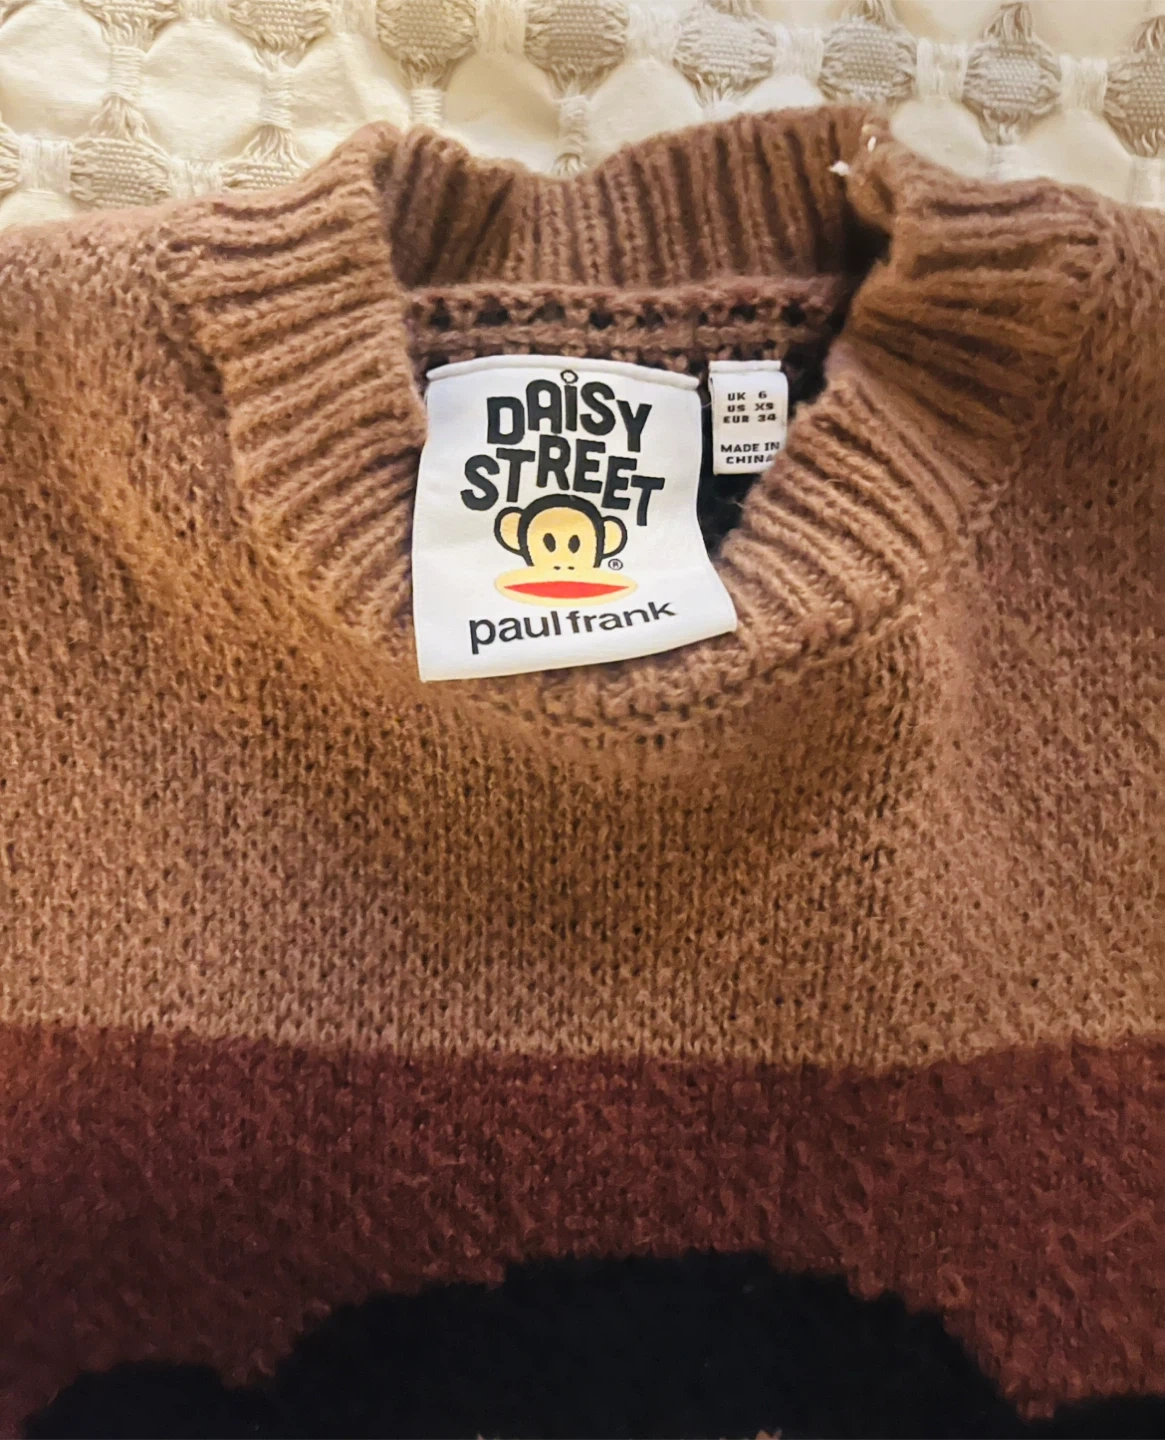 DAiSY
STREET
®
paul frank
UK 6
US XS
EUR 34
MADE IN
CHINA